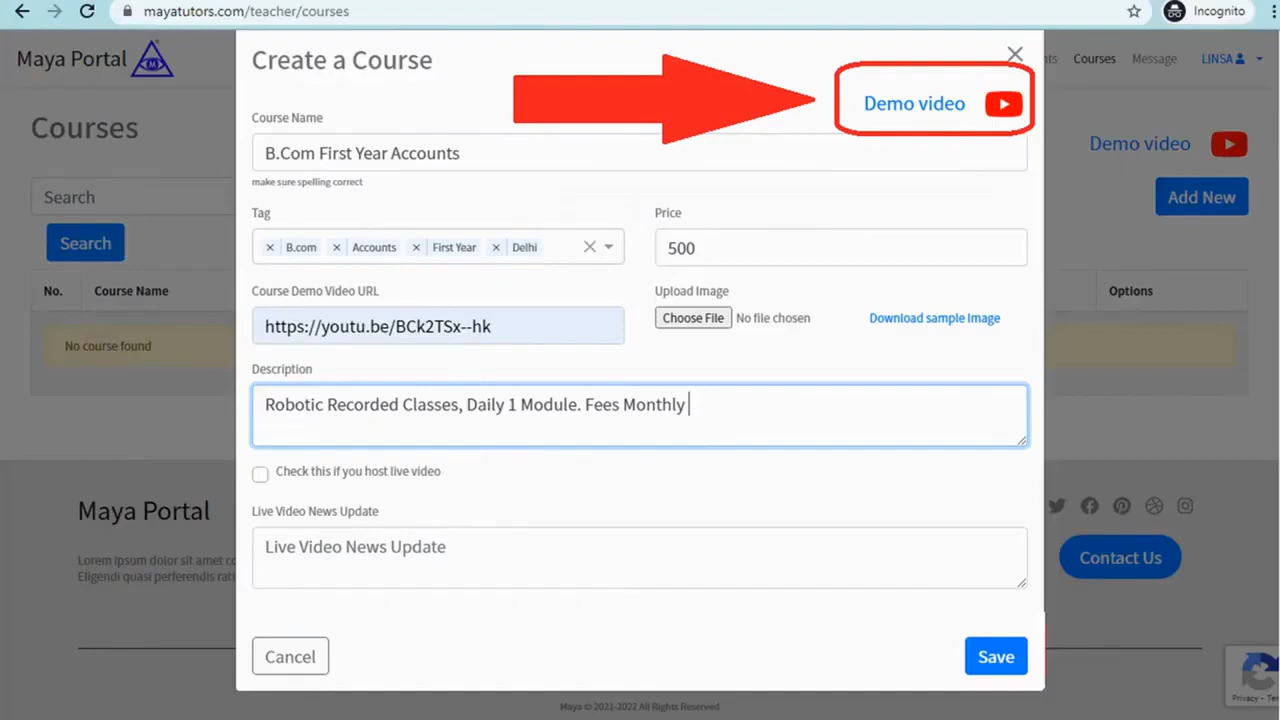 mayatutors.com/teacher/courses
Incognito
Maya Portal
M
nts Courses Message LINSA
Create a Course
Demo video
Courses
Demo video
Course Name
B.Com First Year Accounts
make sure spelling correct
Search
Add New
Search
Tag
Price
× B.com × Accounts × First Year × Delhi
500
No. Course Name
Options
Course Demo Video URL
Upload Image
https://youtu.be/BCk2TSx--hk
Choose File No file chosen
Download sample Image
No course found
Description
Robotic Recorded Classes, Daily 1 Module. Fees Monthly
Check this if you host live video
Live Video News Update
Live Video News Update
Maya Portal
Lorem ipsum dolor sit amet co
Eligendi quasi perferendis rati
Contact Us
Cancel
Save
Privacy - Ter
Maya © 2021-2022 All Rights Reserved